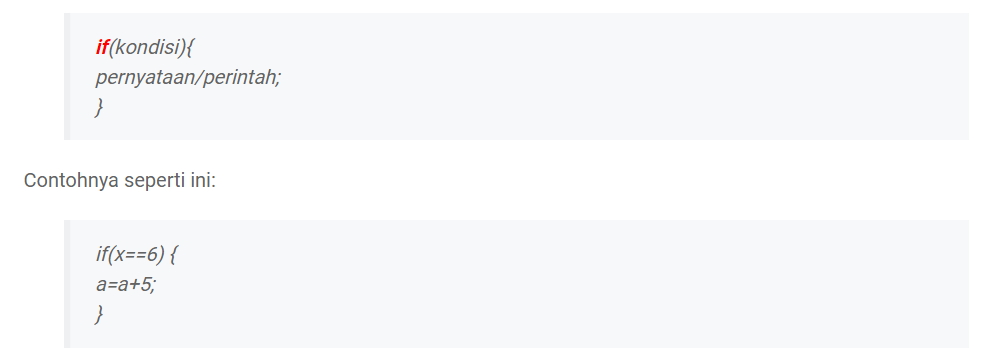 if(kondisi){
pernyataan/perintah;
}
Contohnya seperti ini:
if(x==6) {
a=a+5;
}